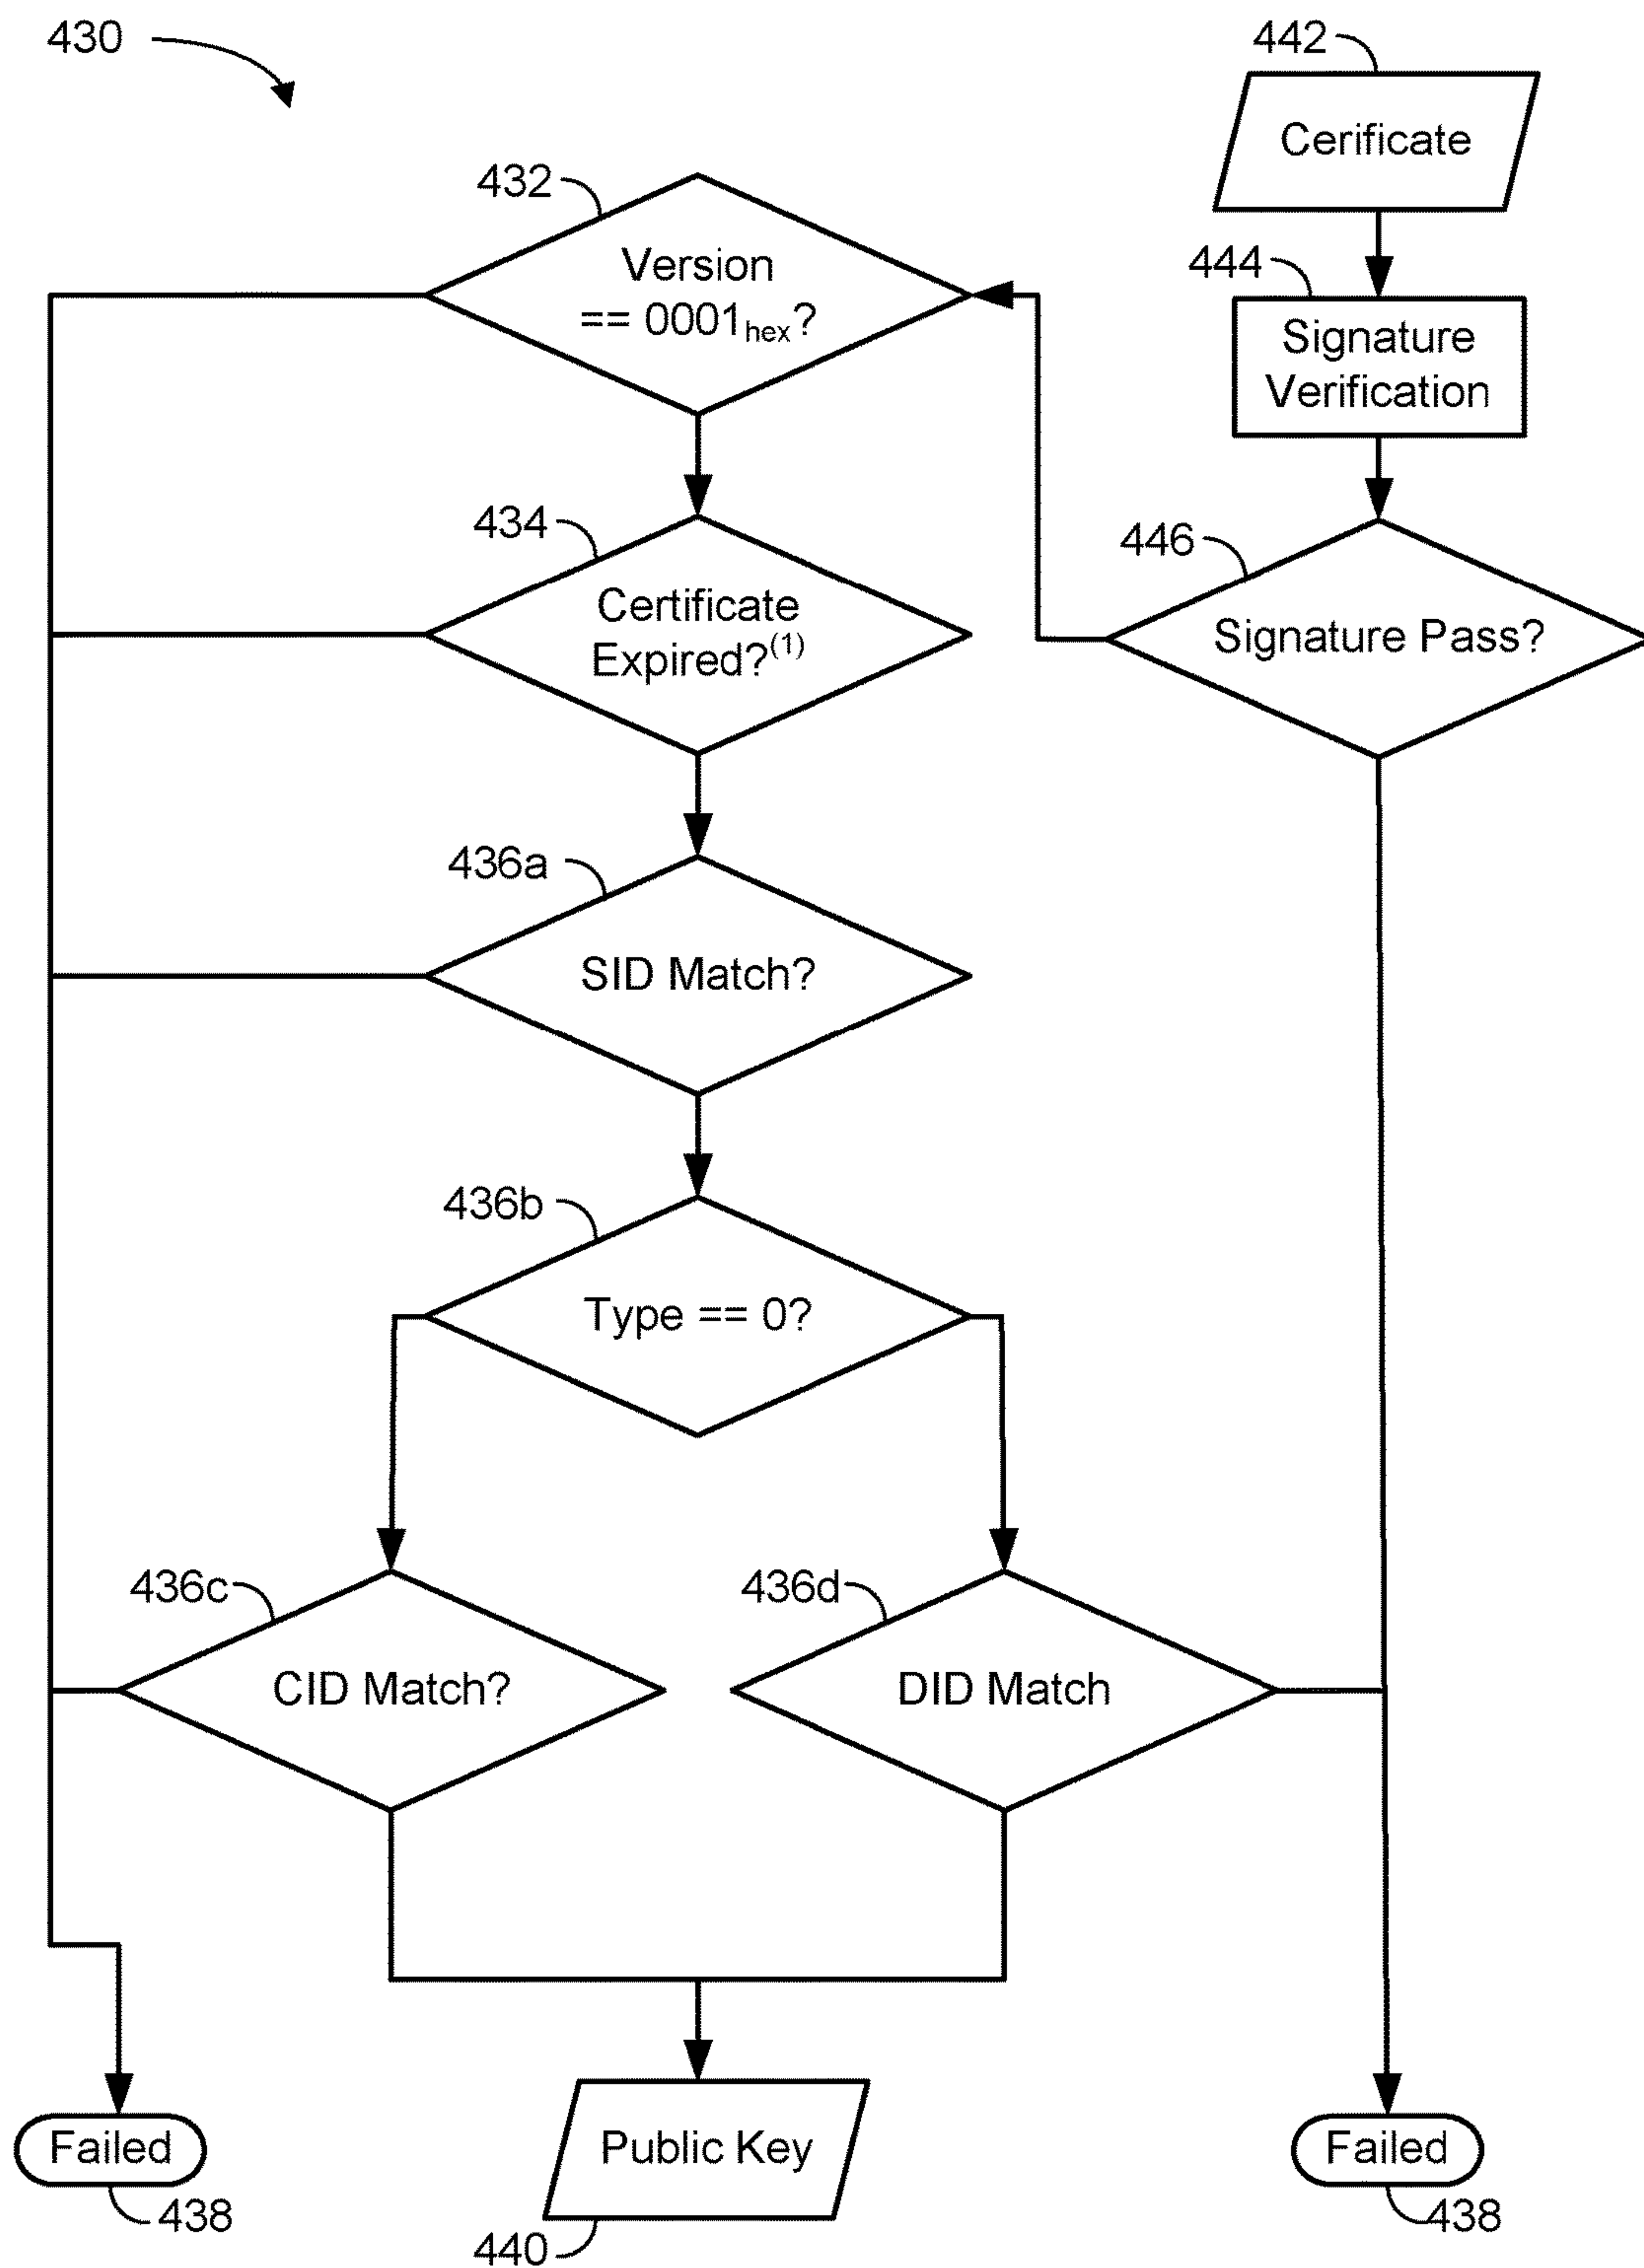 430
442
Cerificate
432
Version
== 0001hex?
444
Signature
Verification
434
Certificate
Expired?(1)
446
Signature Pass?
436a
SID Match?
436b
Type == 0?
436c
CID Match?
436d
DID Match
Failed
438
Public Key
440
Failed
438